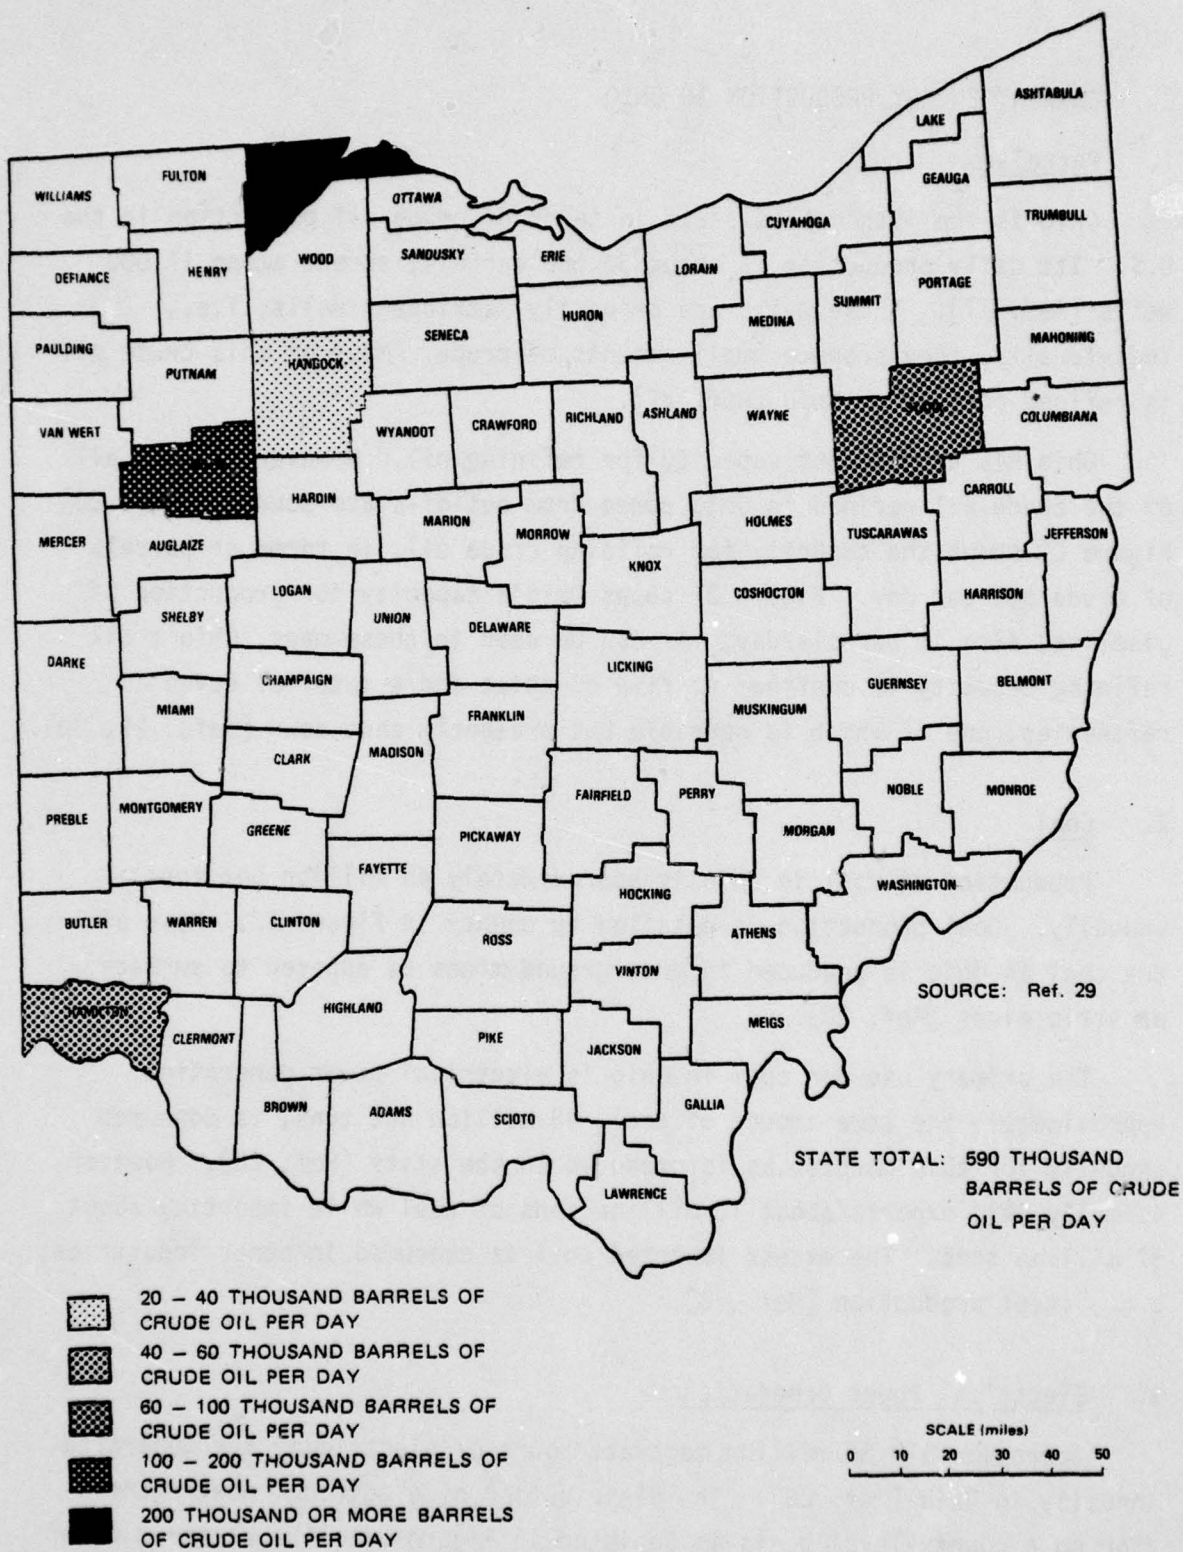 ASHTABULA
LAKE
GEAUGA
FULTON
WILLIAMS
OTTAWA
CUYAHOGA
TRUMBULL
WOOD
SANDUSKY
ERIE
LORAIN
HENRY
DEFIANCE
PORTAGE
SUMMIT
HURON
MEDINA
SENECA
MAHONING
PAULDING
PUTNAM
HANCOCK
VAN WERT
WYANDOT
CRAWFORD
RICHLAND
ASHLAND
WAYNE
STARK
COLUMBIANA
HARDIN
CARROLL
MARION
MORROW
HOLMES
TUSCARAWAS
JEFFERSON
MERCER
AUGLAIZE
KNOX
LOGAN
COSHOCTON
HARRISON
SHELBY
UNION
DELAWARE
DARKE
LICKING
CHAMPAIGN
GUERNSEY
BELMONT
MIAMI
FRANKLIN
MUSKINGUM
MADISON
CLARK
FAIRFIELD
PERRY
NOBLE
MONROE
PREBLE
MONTGOMERY
GREENE
PICKAWAY
MORGAN
FAYETTE
HOCKING
WASHINGTON
BUTLER
WARREN
CLINTON
ROSS
ATHENS
VINTON
SOURCE: Ref. 29
HAMILTON
HIGHLAND
CLERMONT
PIKE
JACKSON
MEIGS
BROWN
ADAMS
SCIOTO
GALLIA
LAWRENCE
STATE TOTAL: 590 THOUSAND
BARRELS OF CRUDE
OIL PER DAY
20 – 40 THOUSAND BARRELS OF
CRUDE OIL PER DAY
40 – 60 THOUSAND BARRELS OF
CRUDE OIL PER DAY
60 – 100 THOUSAND BARRELS OF
CRUDE OIL PER DAY
100 – 200 THOUSAND BARRELS OF
CRUDE OIL PER DAY
200 THOUSAND OR MORE BARRELS
OF CRUDE OIL PER DAY
SCALE (miles)
0 10 20 30 40 50